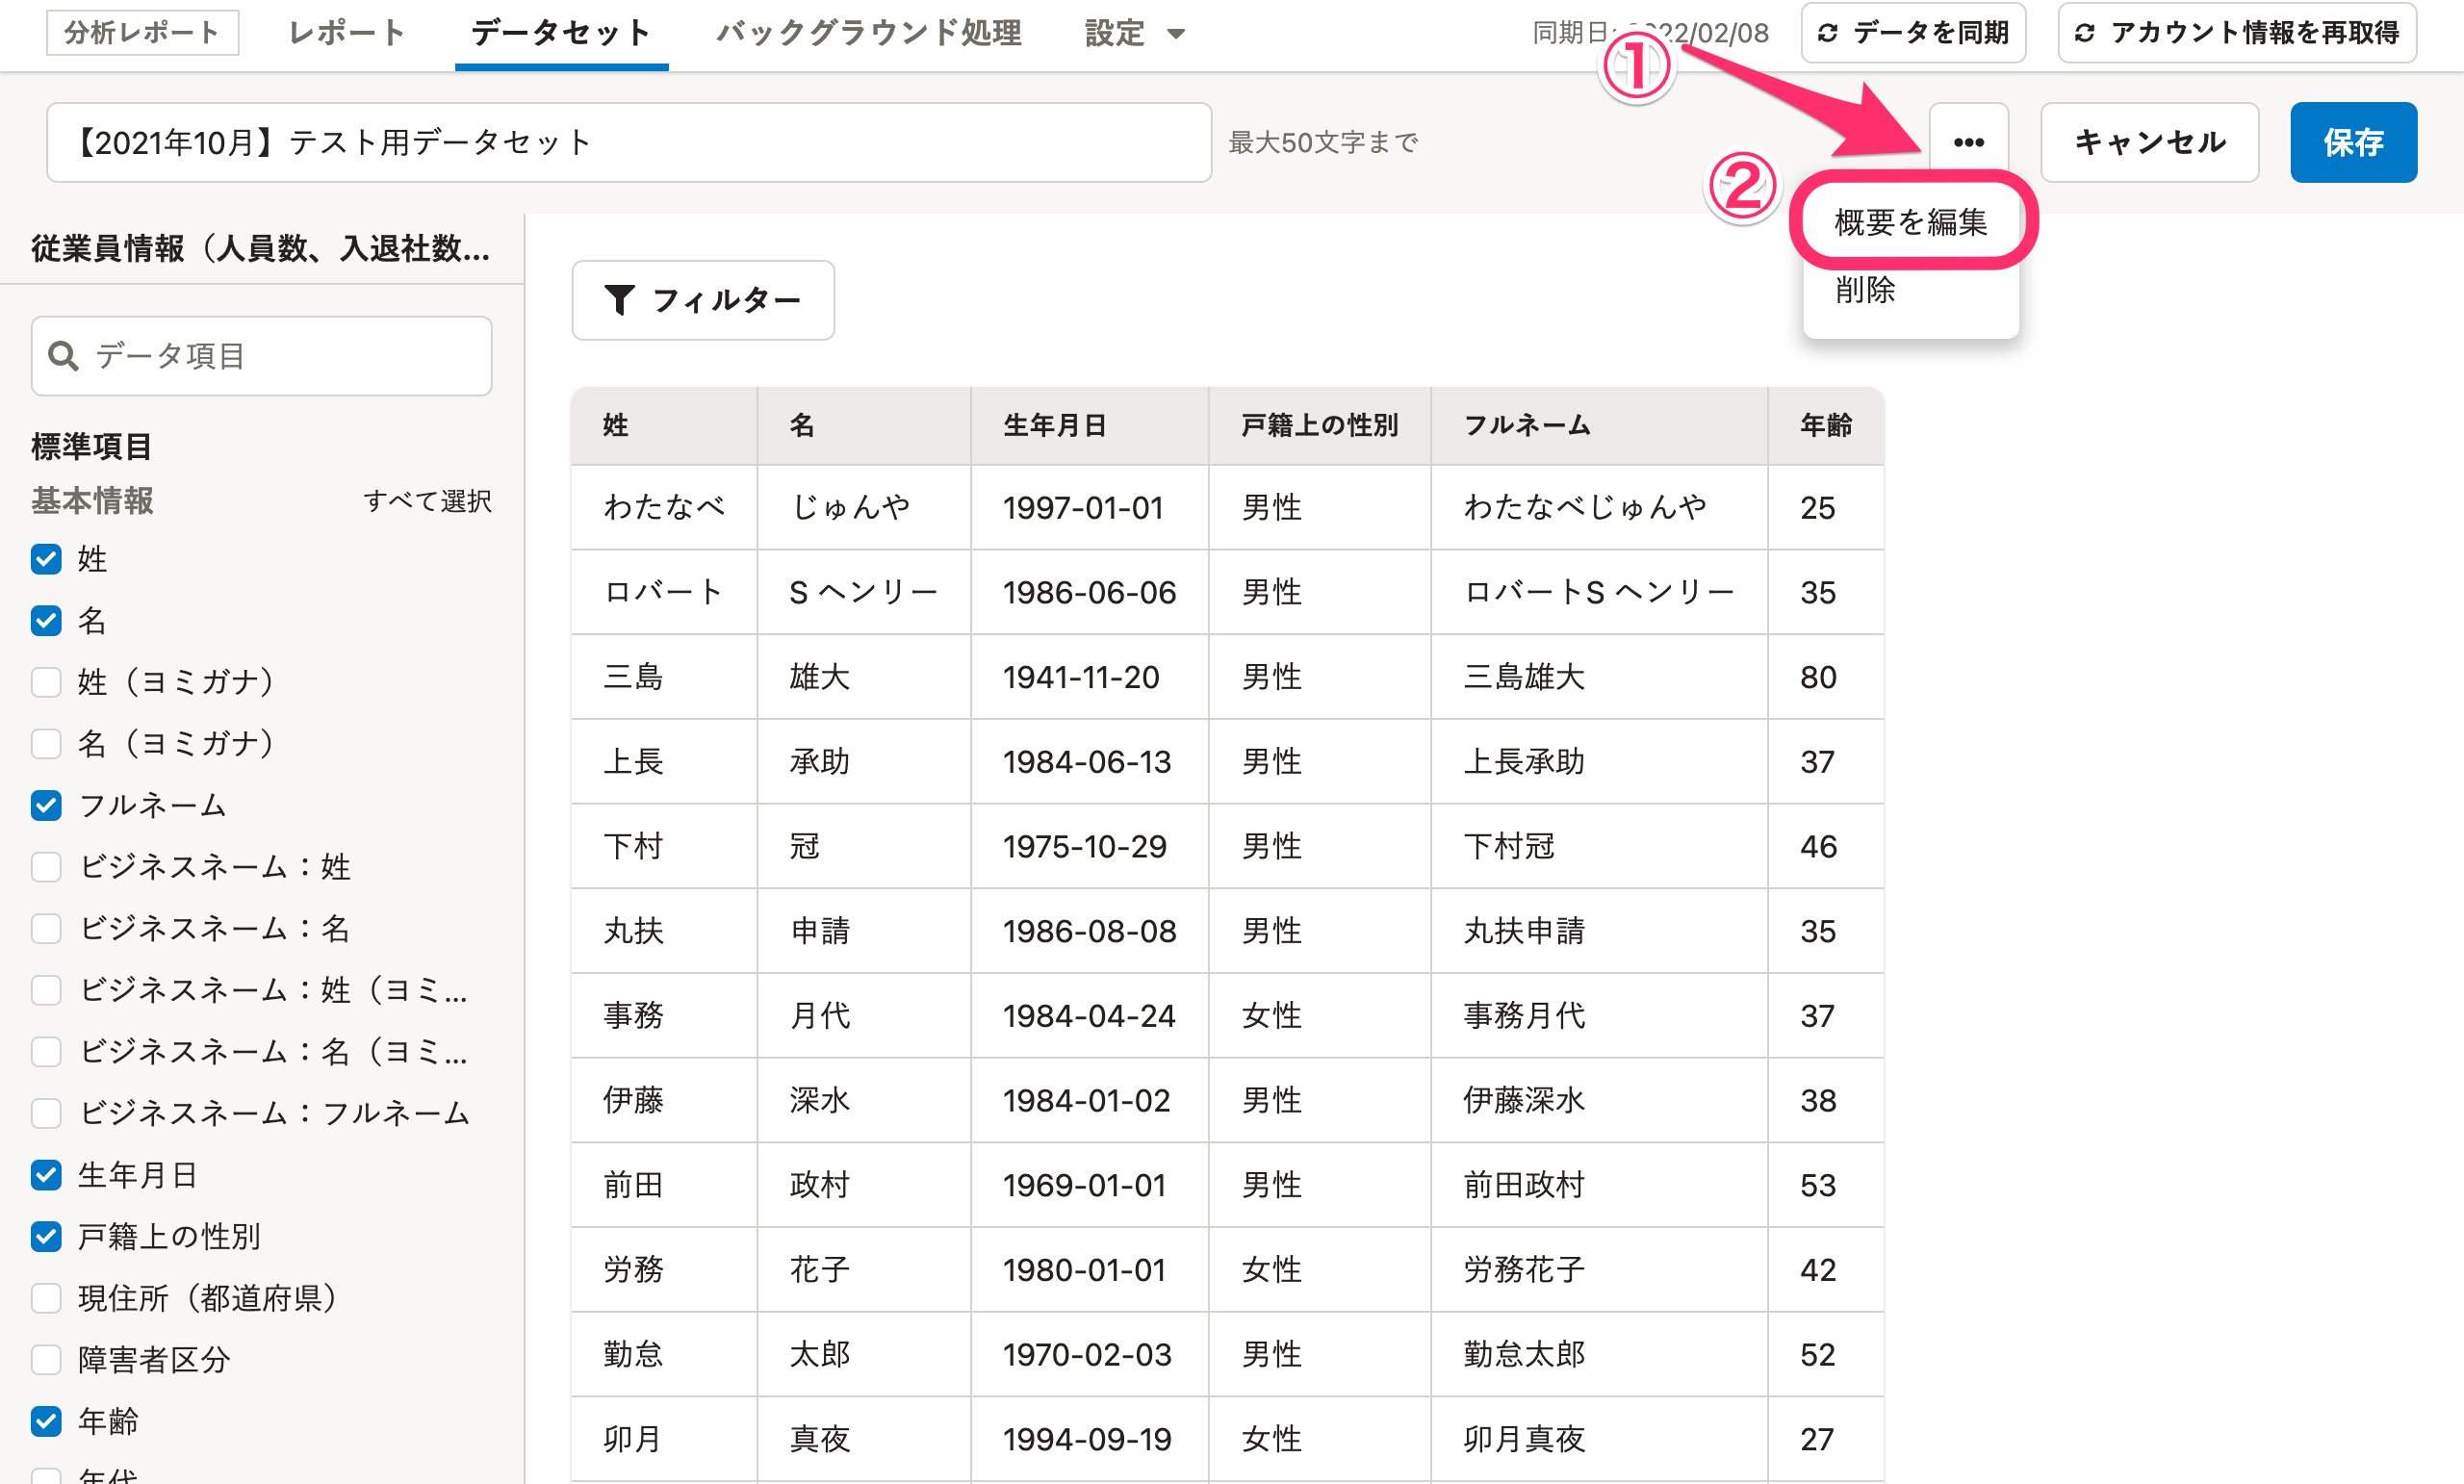 分析レポート レポート データセット バックグラウンド処理 設定 同期日: 2022/02/08 データを同期 アカウント情報を再取得
①
【2021年10月】テスト用データセット 最大50文字まで ••• キャンセル 保存
②
概要を編集
削除
従業員情報（人員数、入退社数...
フィルター
データ項目
標準項目
基本情報 すべて選択
姓
名
姓（ヨミガナ）
名（ヨミガナ）
フルネーム
ビジネスネーム：姓
ビジネスネーム：名
ビジネスネーム：姓（ヨミ...
ビジネスネーム：名（ヨミ...
ビジネスネーム：フルネーム
生年月日
戸籍上の性別
現住所（都道府県）
障害者区分
年齢
年代
姓 名 生年月日 戸籍上の性別 フルネーム 年齢
わたなべ じゅんや 1997-01-01 男性 わたなべじゅんや 25
ロバート S ヘンリー 1986-06-06 男性 ロバートS ヘンリー 35
三島 雄大 1941-11-20 男性 三島雄大 80
上長 承助 1984-06-13 男性 上長承助 37
下村 冠 1975-10-29 男性 下村冠 46
丸扶 申請 1986-08-08 男性 丸扶申請 35
事務 月代 1984-04-24 女性 事務月代 37
伊藤 深水 1984-01-02 男性 伊藤深水 38
前田 政村 1969-01-01 男性 前田政村 53
労務 花子 1980-01-01 女性 労務花子 42
勤怠 太郎 1970-02-03 男性 勤怠太郎 52
卯月 真夜 1994-09-19 女性 卯月真夜 27